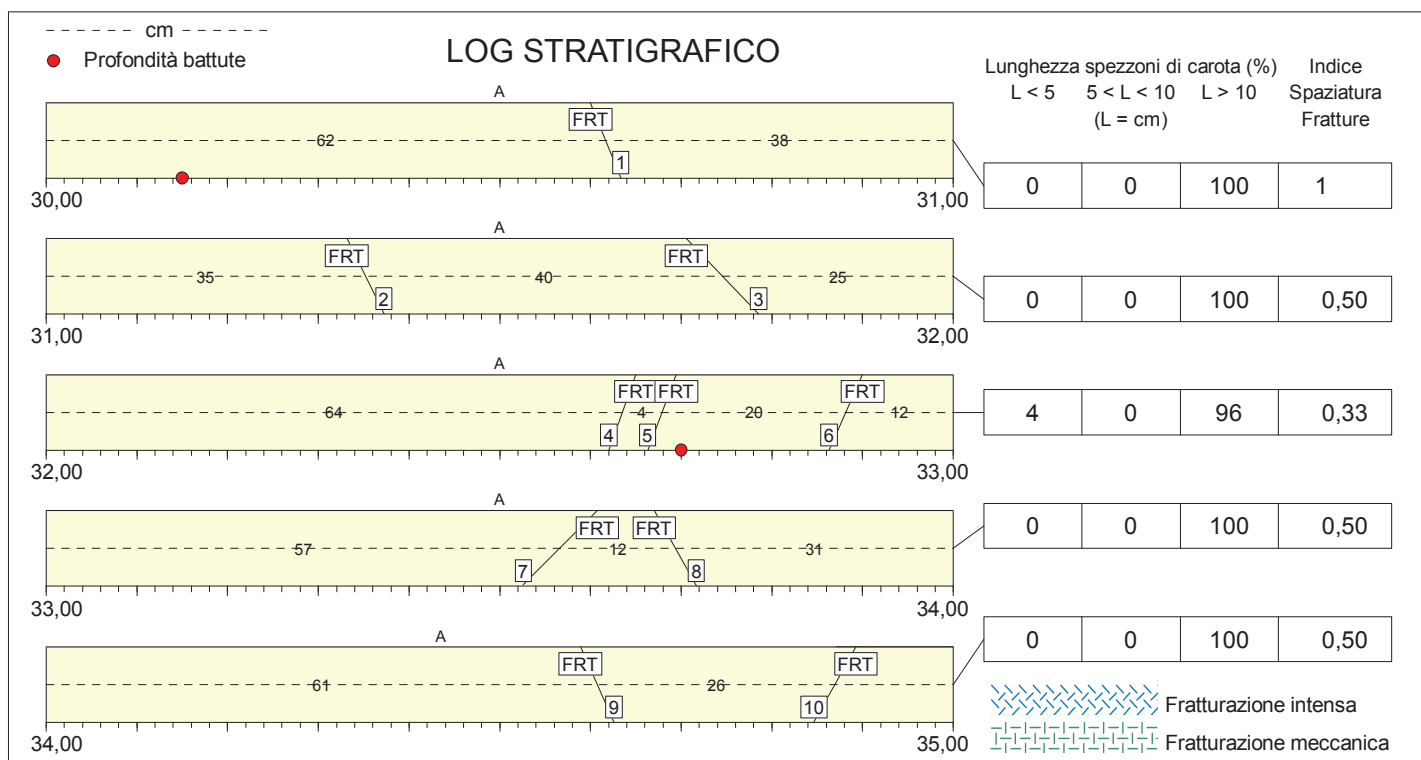 cm
Profondità battute
LOG STRATIGRAFICO
Lunghezza spezzoni di carota (%)
Indice
L < 5
5 < L < 10
L > 10
Spaziatura
(L = cm)
Fratture
A
FRT
62
38
1
30,00
31,00
0
0
100
1
A
FRT
FRT
35
40
25
2
3
31,00
32,00
0
0
100
0,50
A
FRT
FRT
FRT
64
4
20
12
4
5
6
32,00
33,00
4
0
96
0,33
A
FRT
FRT
57
12
31
7
8
33,00
34,00
0
0
100
0,50
A
FRT
FRT
61
26
9
10
34,00
35,00
0
0
100
0,50
Fratturazione intensa
Fratturazione meccanica